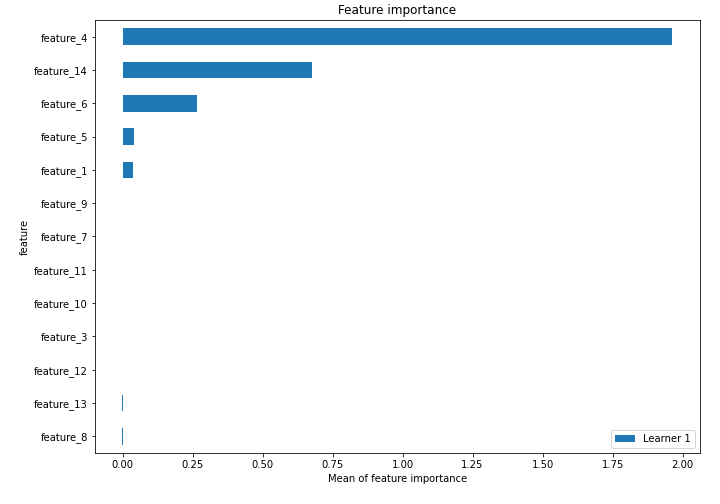 Feature importance
feature_4
feature_14
feature_6
feature_5
feature_1
feature_9
feature_7
feature_11
feature_10
feature_3
feature_12
feature_13
feature_8
feature
Learner 1
0.00 0.25 0.50 0.75 1.00 1.25 1.50 1.75 2.00
Mean of feature importance